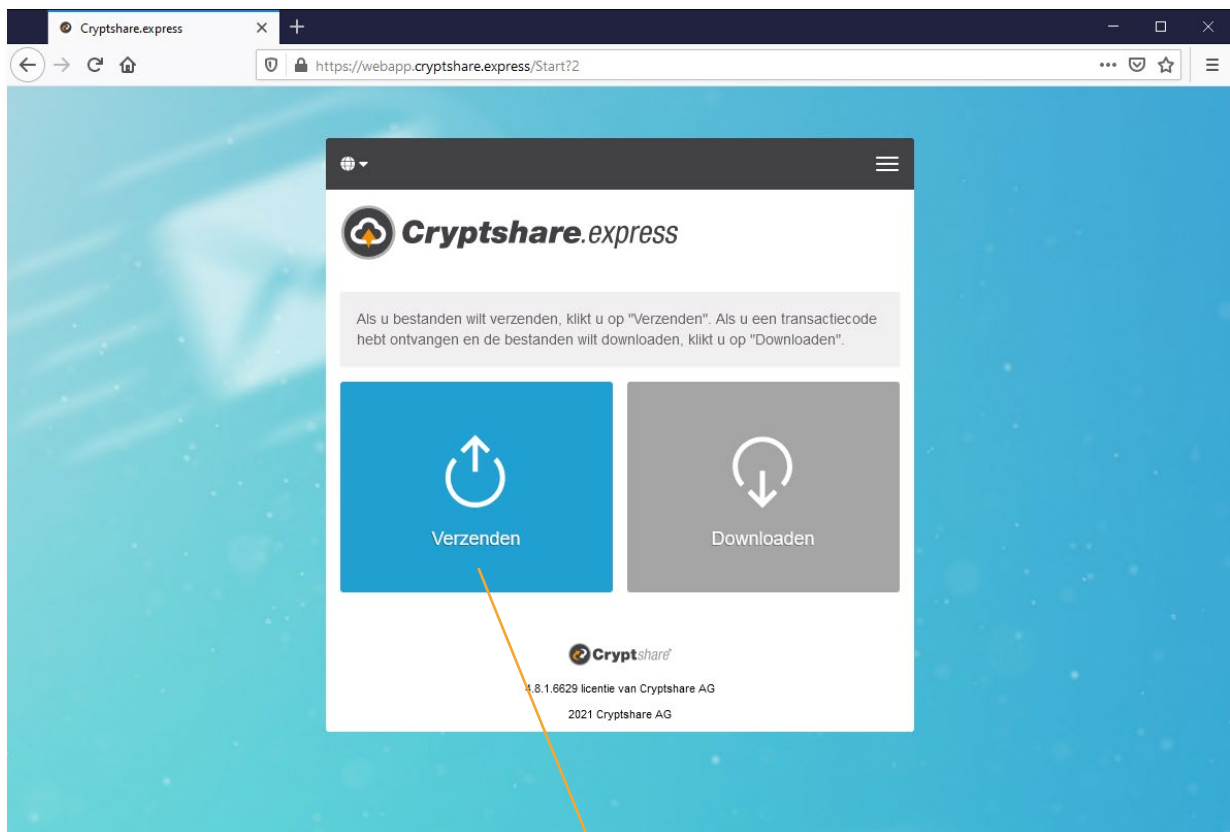 Cryptshare.express
https://webapp.cryptshare.express/Start?2
Cryptshare.express
Als u bestanden wilt verzenden, klikt u op "Verzenden". Als u een transactiecode
hebt ontvangen en de bestanden wilt downloaden, klikt u op "Downloaden".
Verzenden
Downloaden
Cryptshare®
4.8.1.6629 licentie van Cryptshare AG
2021 Cryptshare AG